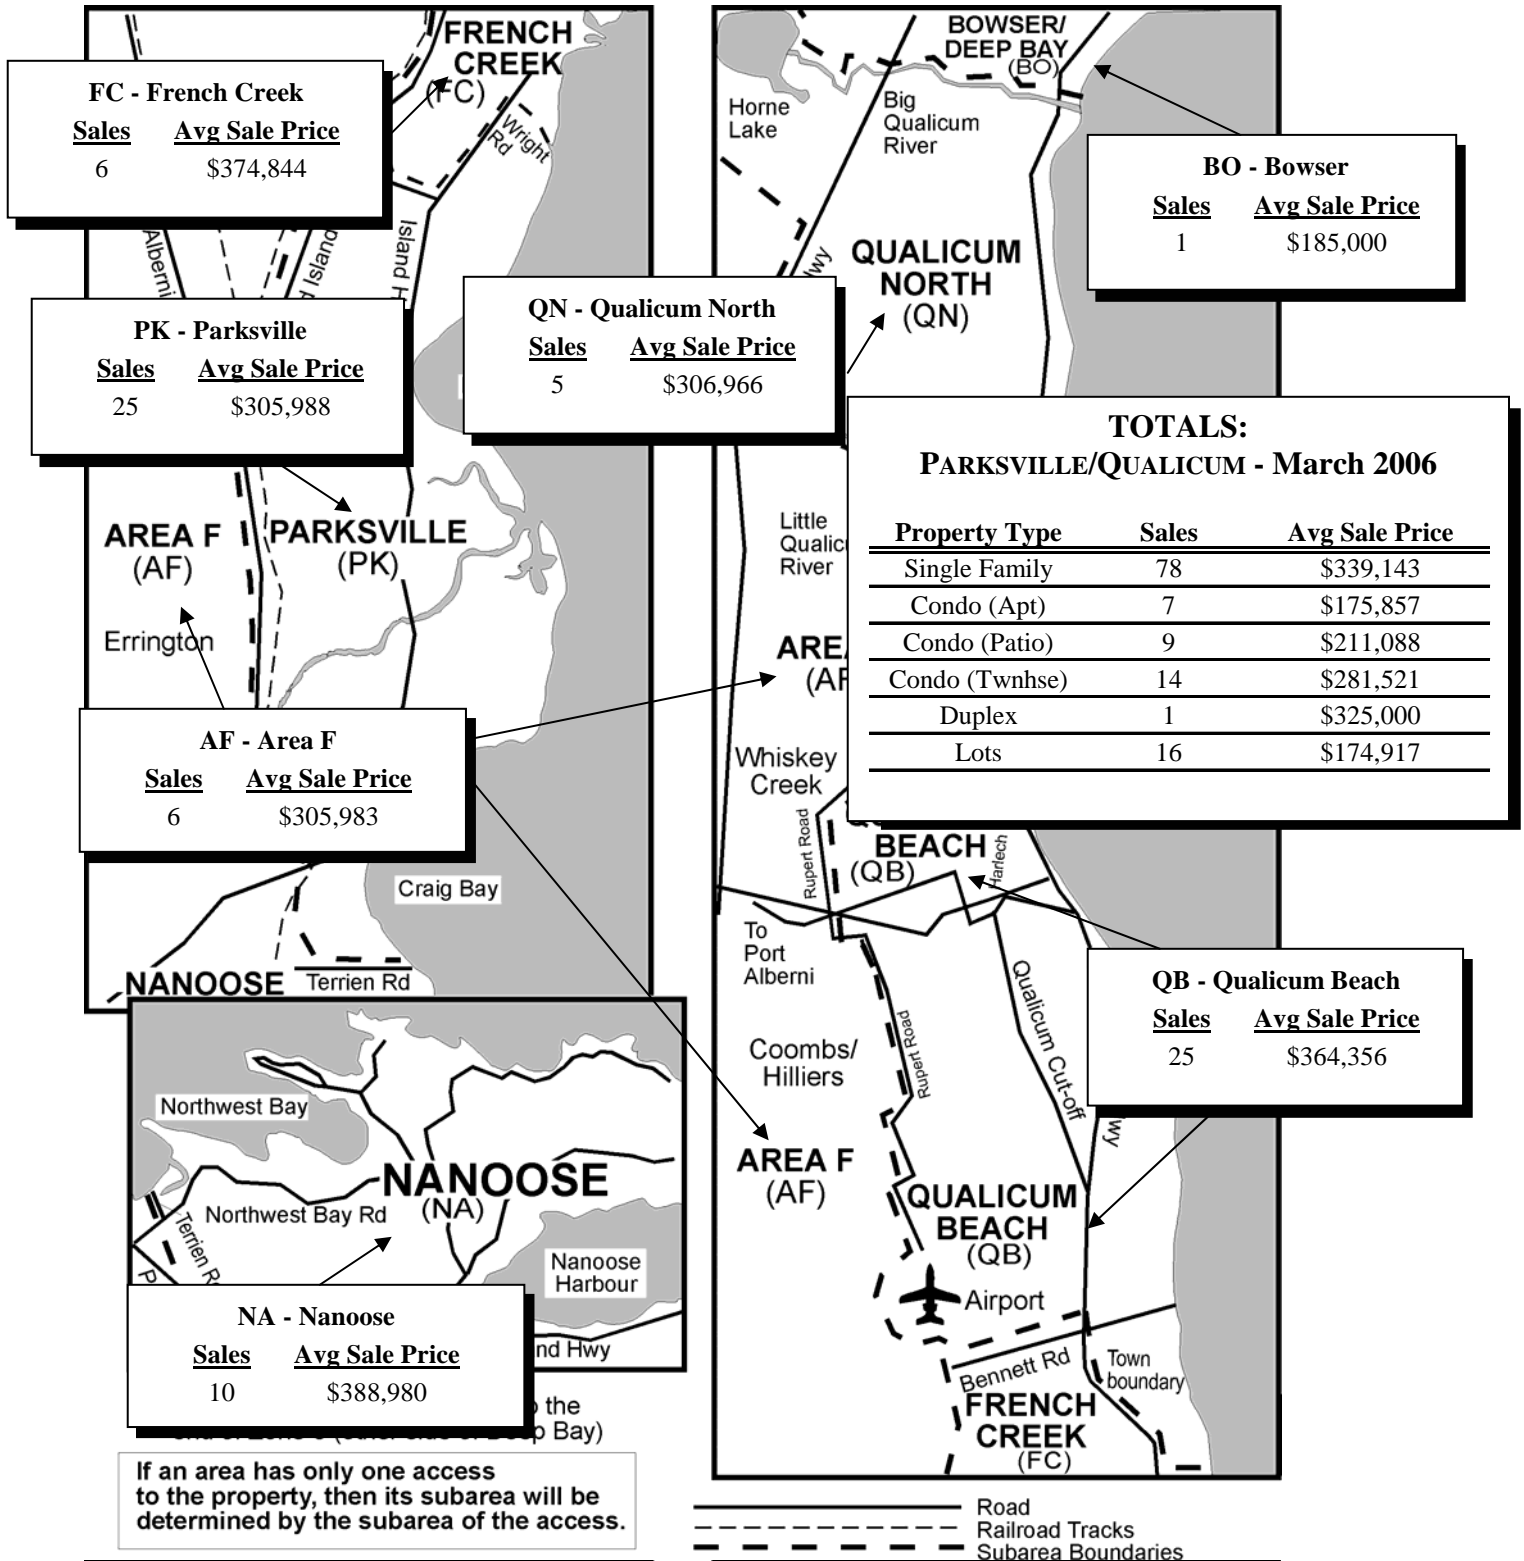 FRENCH
CREEK
(FC)
Wright
Rd
FC - French Creek
Sales Avg Sale Price
6 $374,844
Alberni
Island
Island H
PK - Parksville
Sales Avg Sale Price
25 $305,988
AREA F
(AF)
PARKSVILLE
(PK)
Errington
AF - Area F
Sales Avg Sale Price
6 $305,983
Craig Bay
NANOOSE
Terrien Rd
Northwest Bay
NANOOSE
(NA)
Northwest Bay Rd
Terrien R
Nanoose
Harbour
nd Hwy
NA - Nanoose
Sales Avg Sale Price
10 $388,980
the
Bay)
If an area has only one access
to the property, then its subarea will be
determined by the subarea of the access.
BOWSER/
DEEP BAY
(BO)
Horne
Lake
Big
Qualicum
River
BO - Bowser
Sales Avg Sale Price
1 $185,000
QUALICUM
NORTH
(QN)
Hwy
QN - Qualicum North
Sales Avg Sale Price
5 $306,966
TOTALS:
PARKSVILLE/QUALICUM - March 2006
Property Type Sales Avg Sale Price
Single Family 78 $339,143
Condo (Apt) 7 $175,857
Condo (Patio) 9 $211,088
Condo (Twnhse) 14 $281,521
Duplex 1 $325,000
Lots 16 $174,917
Little
Qualic
River
AREA
(AF
Whiskey
Creek
Rupert Road
BEACH
(QB)
Harlech
To
Port
Alberni
Qualicum Cut-off
Rupert Road
QB - Qualicum Beach
Sales Avg Sale Price
25 $364,356
wy
Coombs/
Hilliers
AREA F
(AF)
QUALICUM
BEACH
(QB)
Airport
Bennett Rd
Town
boundary
FRENCH
CREEK
(FC)
Road
Railroad Tracks
Subarea Boundaries